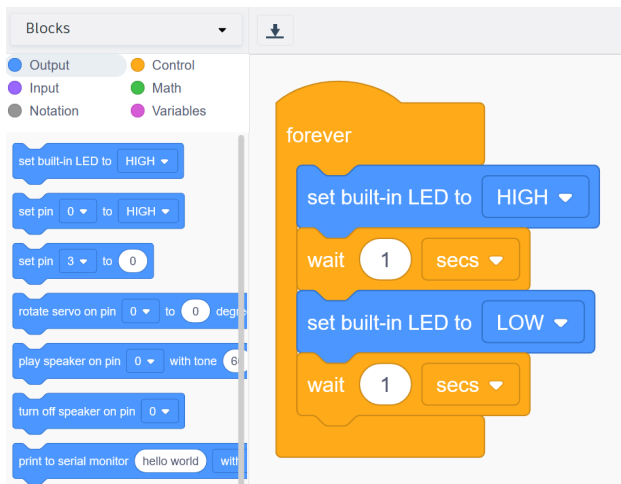 Blocks
Output
Control
Input
Math
Notation
Variables
set built-in LED to HIGH
set pin 0 to HIGH
set pin 3 to 0
rotate servo on pin 0 to 0
play speaker on pin 0 with tone
turn off speaker on pin 0
print to serial monitor hello world
forever
set built-in LED to HIGH
wait 1 secs
set built-in LED to LOW
wait 1 secs